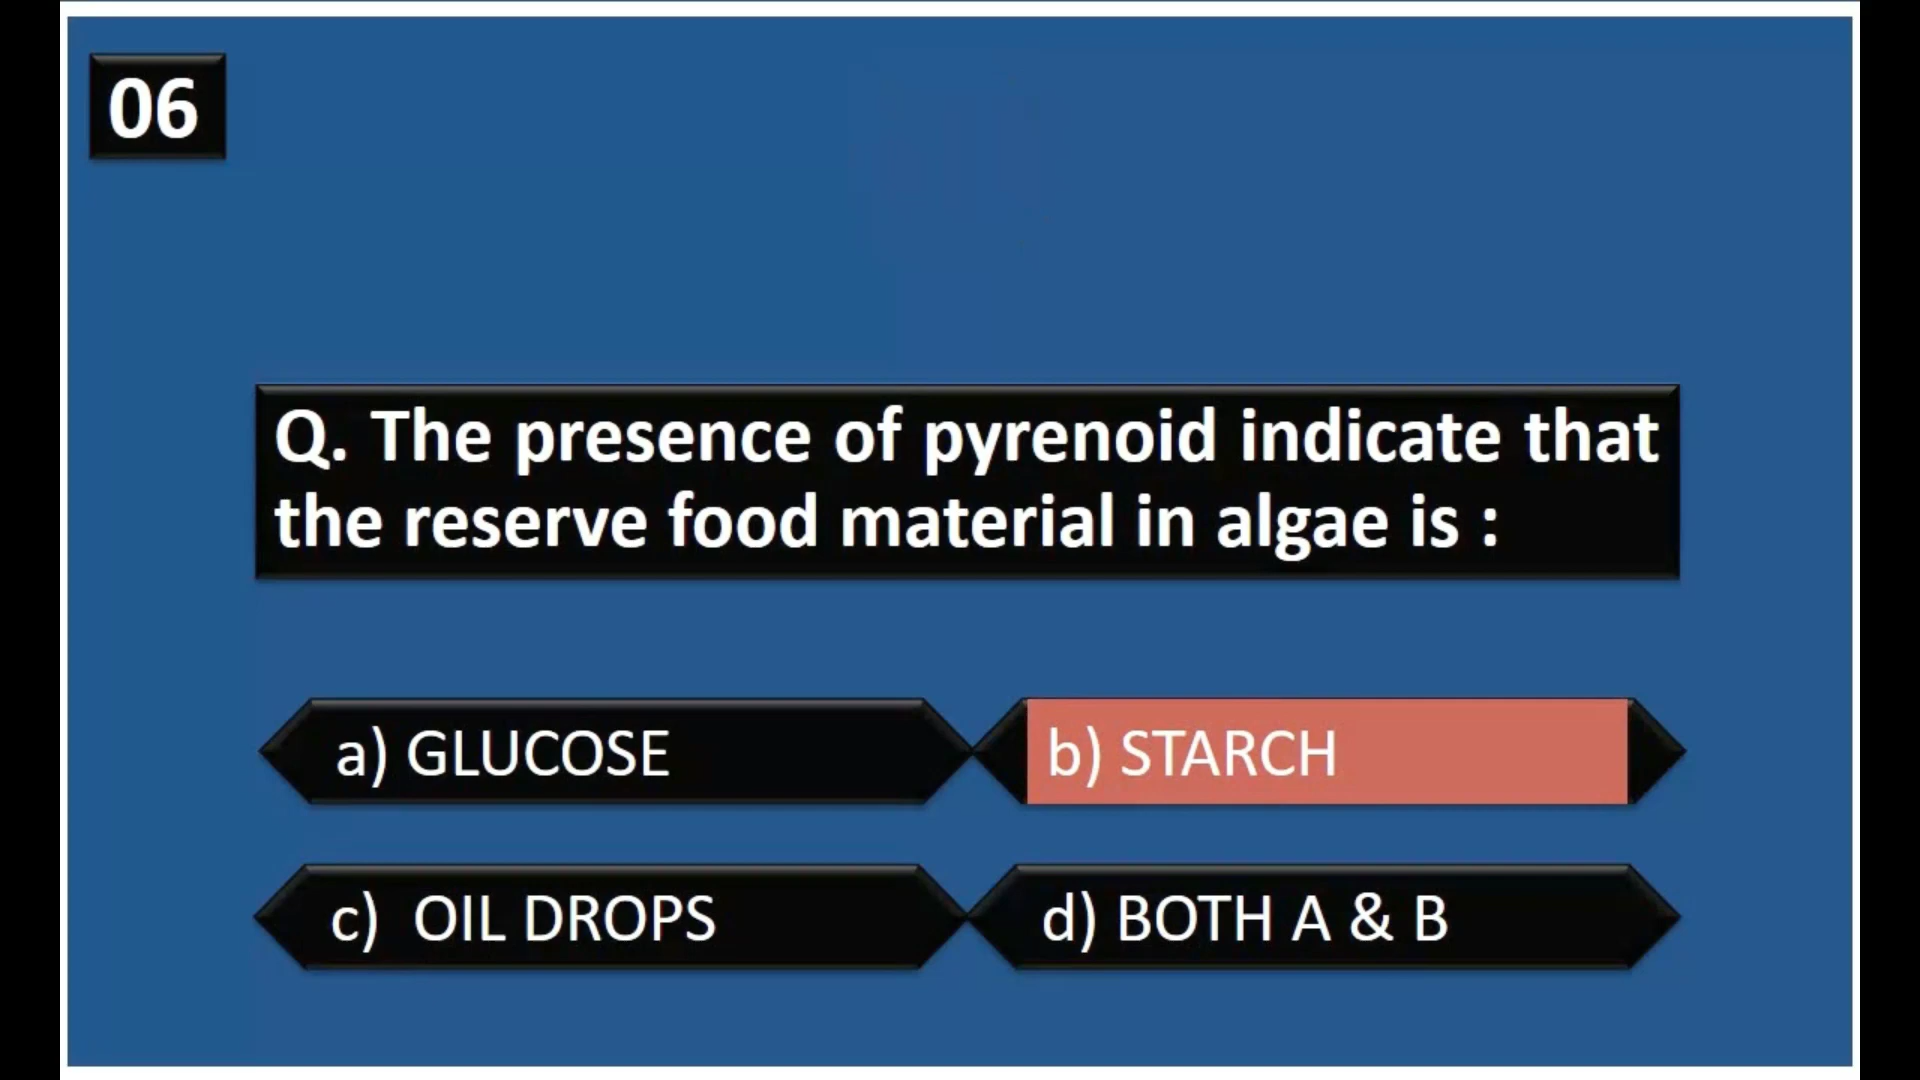 06
Q. The presence of pyrenoid indicate that
the reserve food material in algae is :
a) GLUCOSE
b) STARCH
c) OIL DROPS
d) BOTH A & B